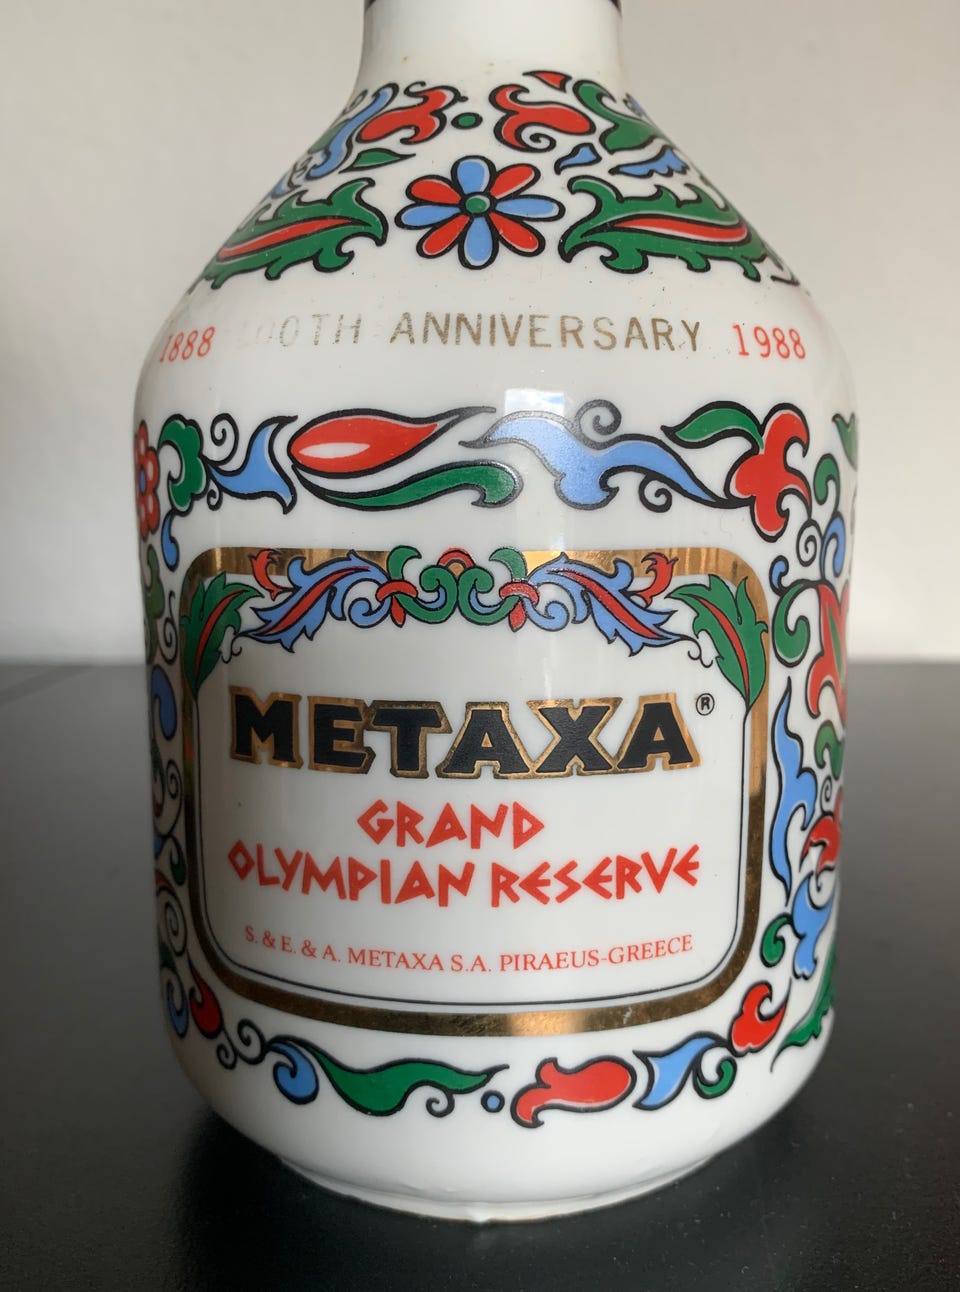 1888 100TH ANNIVERSARY 1988
METAXA®
GRAND
OLYMPIAN RESERVE
S. & E. & A. METAXA S.A. PIRAEUS-GREECE